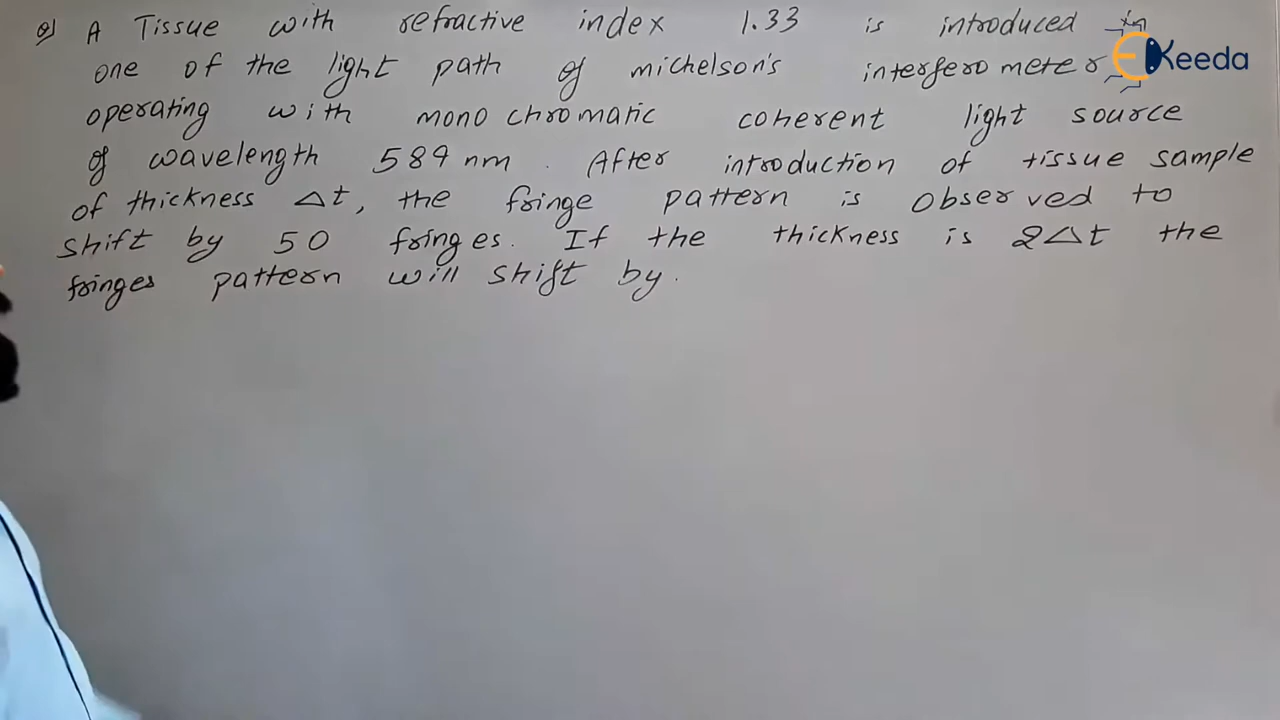 Q) A Tissue with refractive index 1.33 is introduced in
one of the light path of michelson's interferometer
operating with mono chromatic coherent light source
of wavelength 589 nm. After introduction of tissue sample
of thickness Δt, the fringe pattern is observed to
shift by 50 fringes. If the thickness is 2Δt the
fringes pattern will shift by.
EKeeda